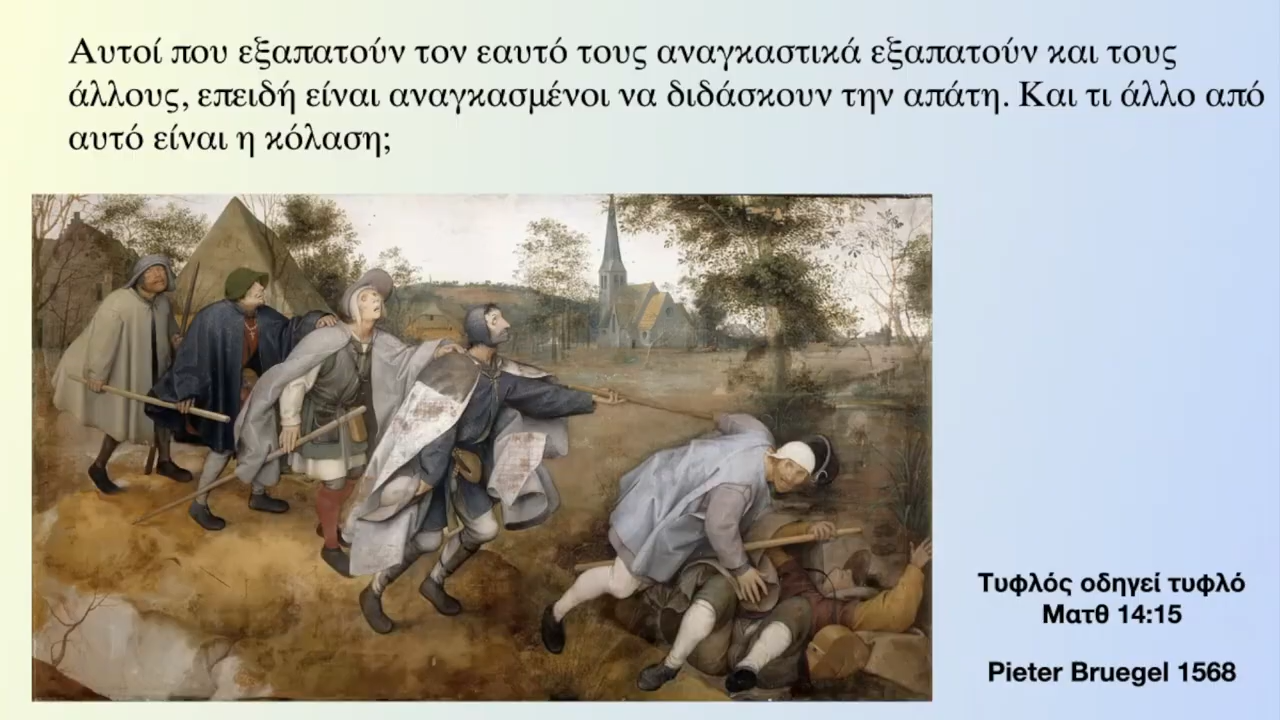 Αυτοί που εξαπατούν τον εαυτό τους αναγκαστικά εξαπατούν και τους
άλλους, επειδή είναι αναγκασμένοι να διδάσκουν την απάτη. Και τι άλλο από
αυτό είναι η κόλαση;
Τυφλός οδηγεί τυφλό
Ματθ 14:15
Pieter Bruegel 1568